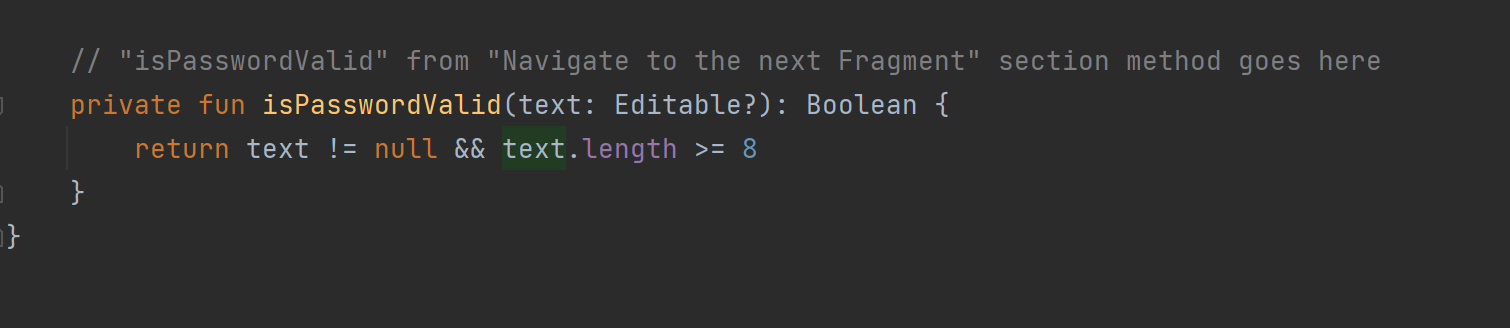 // "isPasswordValid" from "Navigate to the next Fragment" section method goes here
private fun isPasswordValid(text: Editable?): Boolean {
return text != null && text.length >= 8
}
}